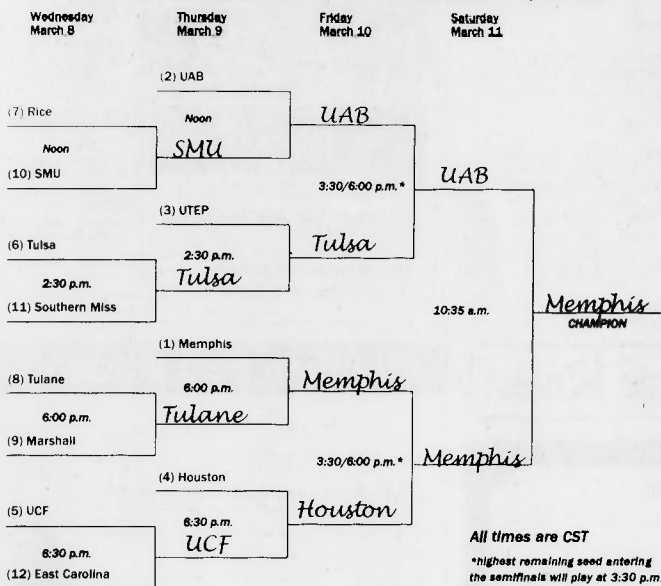 Wednesday
March 8
Thursday
March 9
Friday
March 10
Saturday
March 11
(2) UAB
(7) Rice
Noon
UAB
Noon
SMU
(10) SMU
3:30/6:00 p.m.*
UAB
(3) UTEP
(6) Tulsa
2:30 p.m.
Tulsa
2:30 p.m.
Tulsa
(11) Southern Miss
10:35 a.m.
Memphis
CHAMPION
(1) Memphis
(8) Tulane
6:00 p.m.
Memphis
6:00 p.m.
Tulane
(9) Marshall
3:30/6:00 p.m.*
Memphis
(4) Houston
(5) UCF
6:30 p.m.
Houston
6:30 p.m.
UCF
(12) East Carolina
All times are CST
*highest remaining seed antering
the semifinals will play at 3:30 p.m